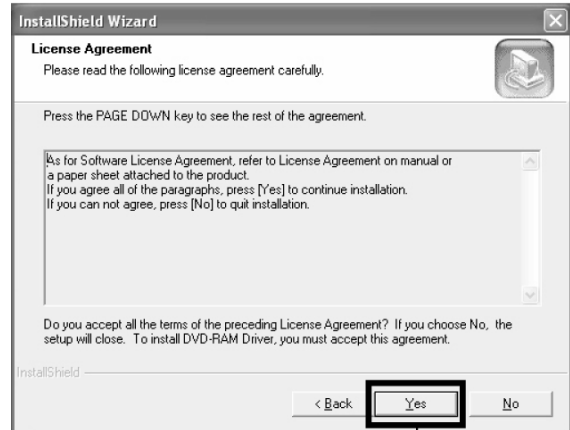 InstallShield Wizard
License Agreement
Please read the following license agreement carefully.
Press the PAGE DOWN key to see the rest of the agreement.
As for Software License Agreement, refer to License Agreement on manual or
a paper sheet attached to the product.
If you agree all of the paragraphs, press [Yes] to continue installation.
If you can not agree, press [No] to quit installation.
Do you accept all the terms of the preceding License Agreement? If you choose No, the
setup will close. To install DVD-RAM Driver, you must accept this agreement.
InstallShield
< Back Yes No